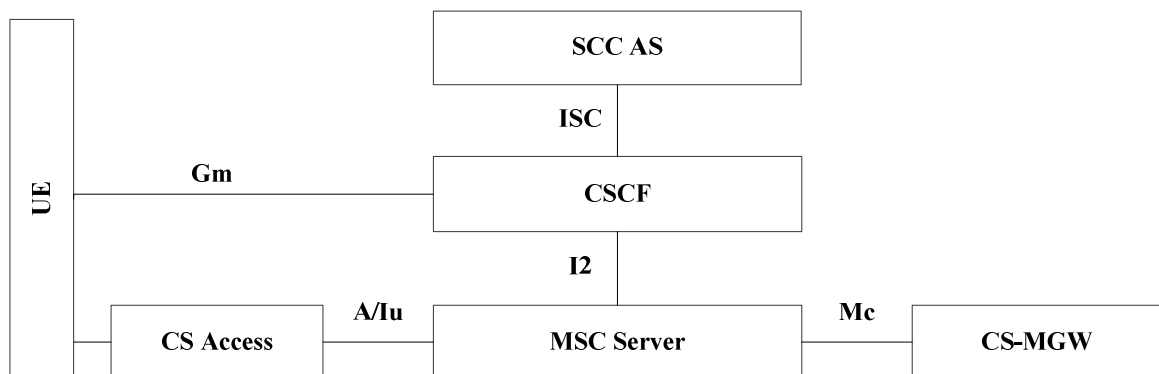 SCC AS
ISC
Gm
UE
CSCF
I2
A/Iu
Mc
CS Access
MSC Server
CS-MGW